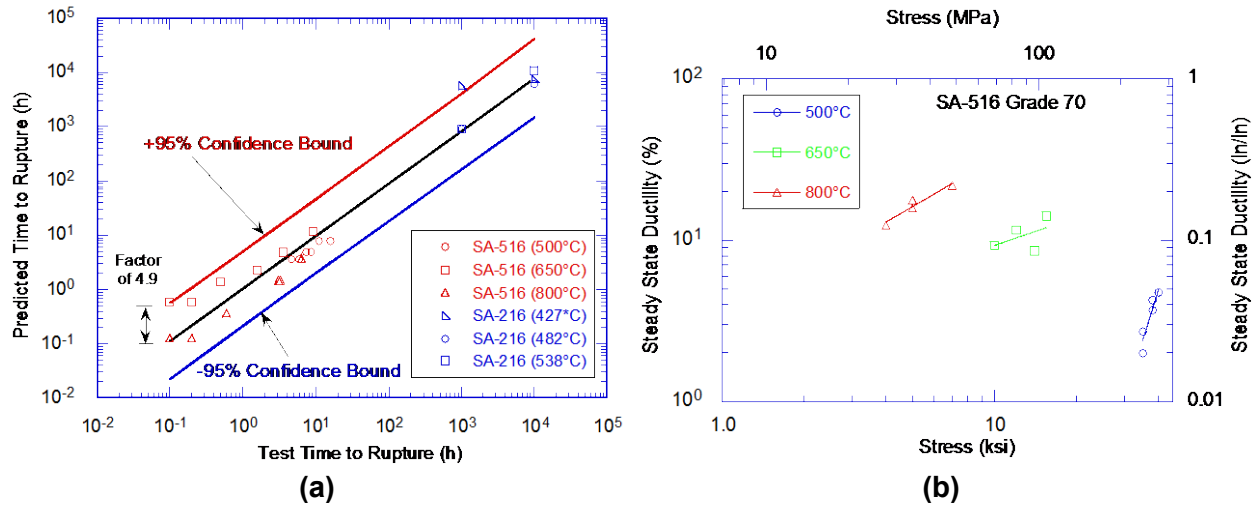 10^5
10^4
10^3
10^2
10^1
10^0
10^-1
10^-2
Predicted Time to Rupture (h)
+95% Confidence Bound
Factor
of 4.9
-95% Confidence Bound
SA-516 (500°C)
SA-516 (650°C)
SA-516 (800°C)
SA-216 (427*C)
SA-216 (482°C)
SA-216 (538°C)
10^-2 10^-1 10^0 10^1 10^2 10^3 10^4 10^5
Test Time to Rupture (h)
(a)
Stress (MPa)
10 100
10^2
10^1
10^0
Steady State Ductility (%)
SA-516 Grade 70
500°C
650°C
800°C
1
0.1
0.01
Steady State Ductility (In/In)
1.0 10
Stress (ksi)
(b)